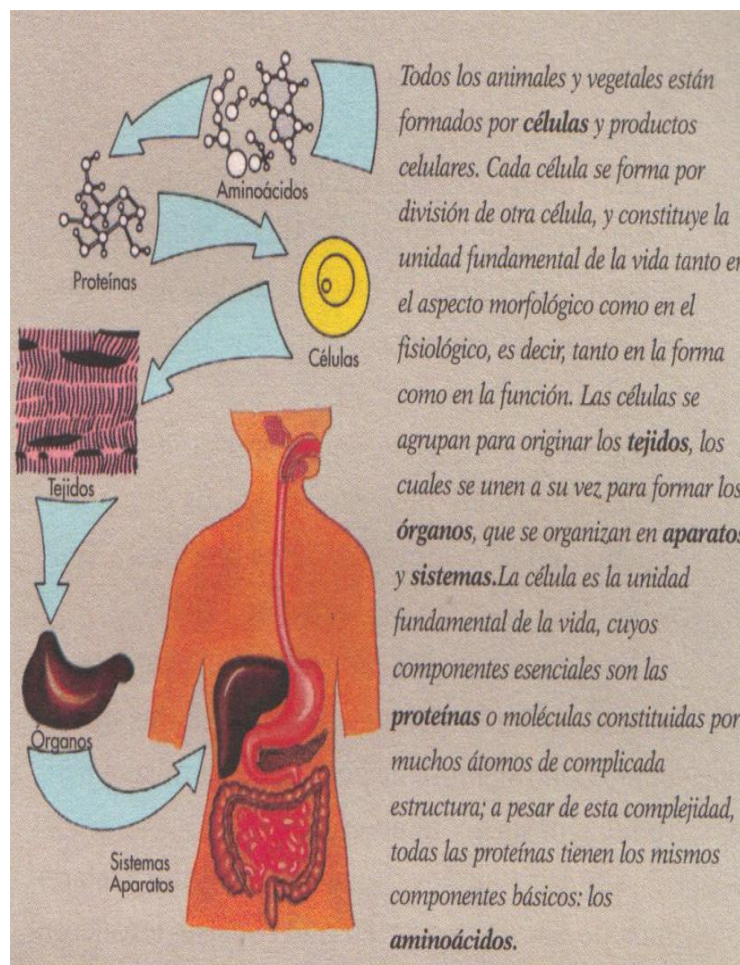 Aminoácidos
Proteínas
Células
Tejidos
Órganos
Sistemas
Aparatos
Todos los animales y vegetales están
formados por células y productos
celulares. Cada célula se forma por
división de otra célula, y constituye la
unidad fundamental de la vida tanto en
el aspecto morfológico como en el
fisiológico, es decir, tanto en la forma
como en la función. Las células se
agrupan para originar los tejidos, los
cuales se unen a su vez para formar los
órganos, que se organizan en aparatos
y sistemas.La célula es la unidad
fundamental de la vida, cuyos
componentes esenciales son las
proteínas o moléculas constituidas por
muchos átomos de complicada
estructura; a pesar de esta complejidad,
todas las proteínas tienen los mismos
componentes básicos: los
aminoácidos.